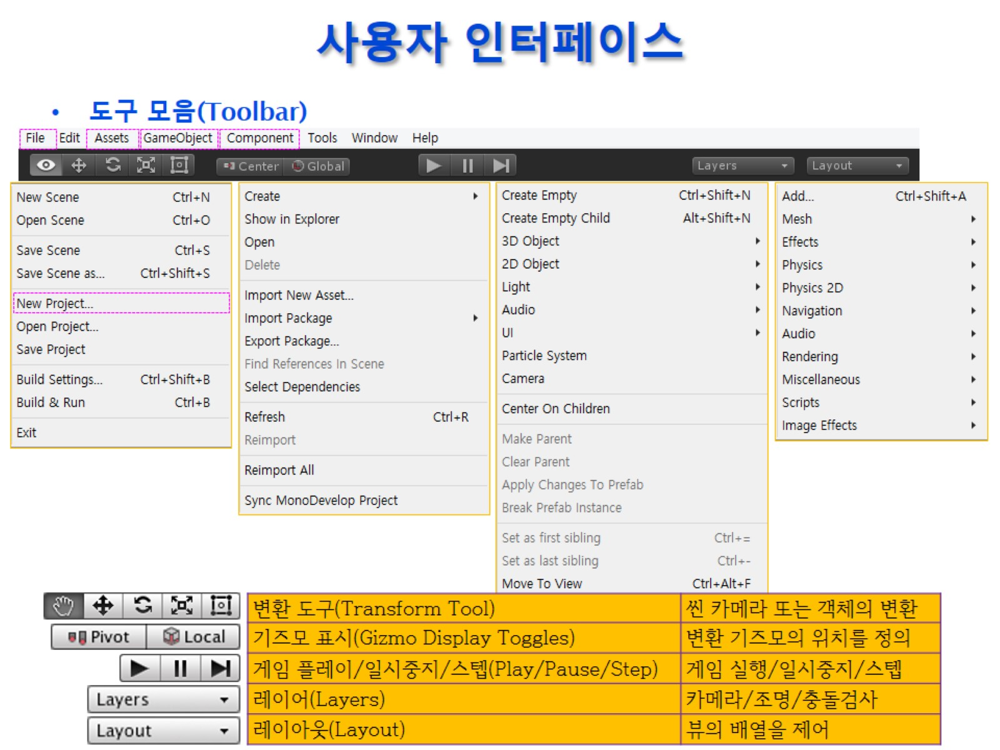 사용자 인터페이스
• 도구 모음(Toolbar)
File Edit Assets GameObject Component Tools Window Help
Center Global Layers Layout
New Scene Ctrl+N
Open Scene Ctrl+O
Save Scene Ctrl+S
Save Scene as... Ctrl+Shift+S
New Project...
Open Project...
Save Project
Build Settings... Ctrl+Shift+B
Build & Run Ctrl+B
Exit
Create
Show in Explorer
Open
Delete
Import New Asset...
Import Package
Export Package...
Find References In Scene
Select Dependencies
Refresh Ctrl+R
Reimport
Reimport All
Sync MonoDevelop Project
Create Empty Ctrl+Shift+N
Create Empty Child Alt+Shift+N
3D Object
2D Object
Light
Audio
UI
Particle System
Camera
Center On Children
Make Parent
Clear Parent
Apply Changes To Prefab
Break Prefab Instance
Set as first sibling Ctrl+=
Set as last sibling Ctrl+-
Move To View Ctrl+Alt+F
Add... Ctrl+Shift+A
Mesh
Effects
Physics
Physics 2D
Navigation
Audio
Rendering
Miscellaneous
Scripts
Image Effects
변환 도구(Transform Tool) 씬 카메라 또는 객체의 변환
Pivot Local 기즈모 표시(Gizmo Display Toggles) 변환 기즈모의 위치를 정의
게임 플레이/일시중지/스텝(Play/Pause/Step) 게임 실행/일시중지/스텝
Layers 레이어(Layers) 카메라/조명/충돌검사
Layout 레이아웃(Layout) 뷰의 배열을 제어